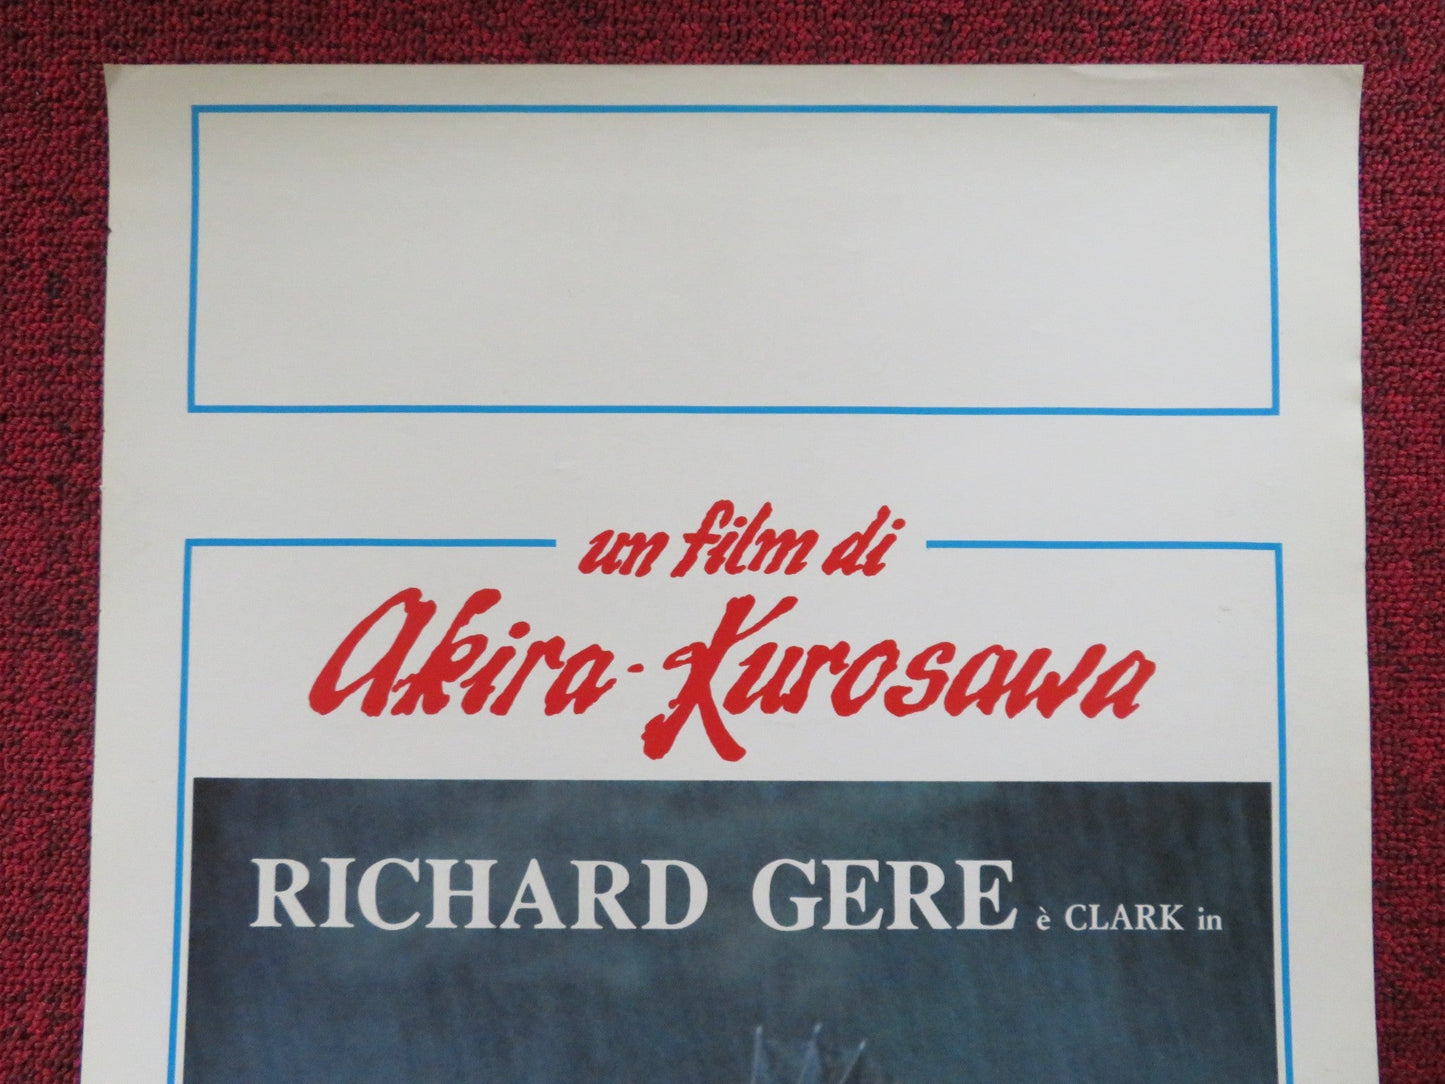 un film di
Akira-Kurosawa
RICHARD GERE è CLARK in